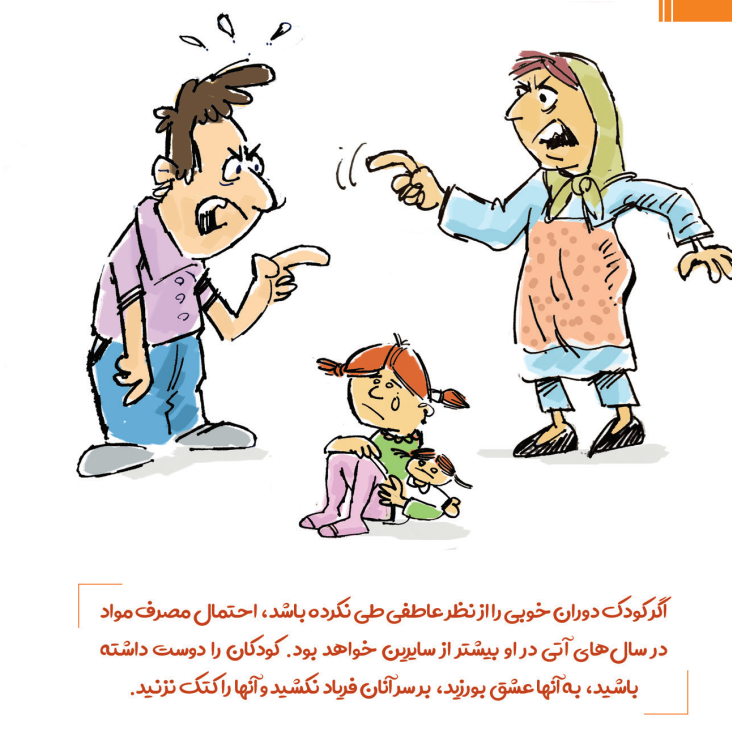 اگر کودک دوران خوبی را از نظر عاطفی طی نکرده باشد، احتمال مصرف مواد
در سال‌های آتی در او بیشتر از سایرین خواهد بود. کودکان را دوست داشته
باشید، به آنها عشق بورزید، بر سر آنان فریاد نکشید و آنها را کتک نزنید.